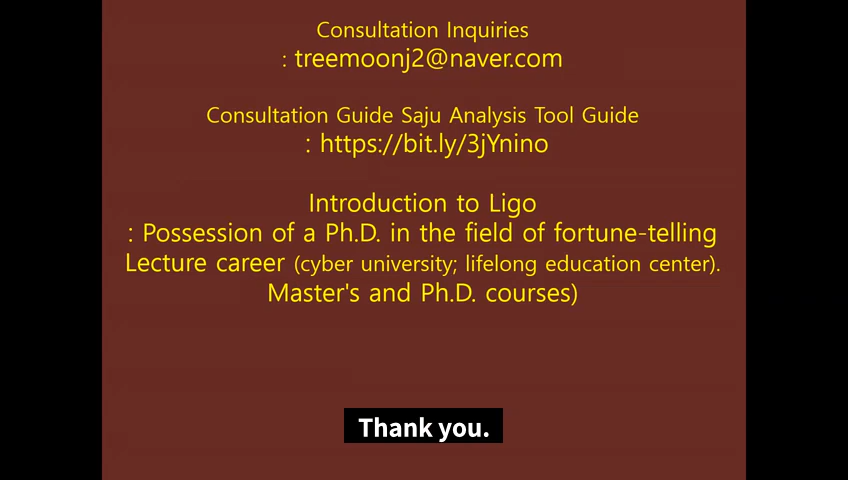 Consultation Inquiries
: treemoonj2@naver.com
Consultation Guide Saju Analysis Tool Guide
: https://bit.ly/3jYnino
Introduction to Ligo
: Possession of a Ph.D. in the field of fortune-telling
Lecture career (cyber university; lifelong education center).
Master's and Ph.D. courses)
Thank you.